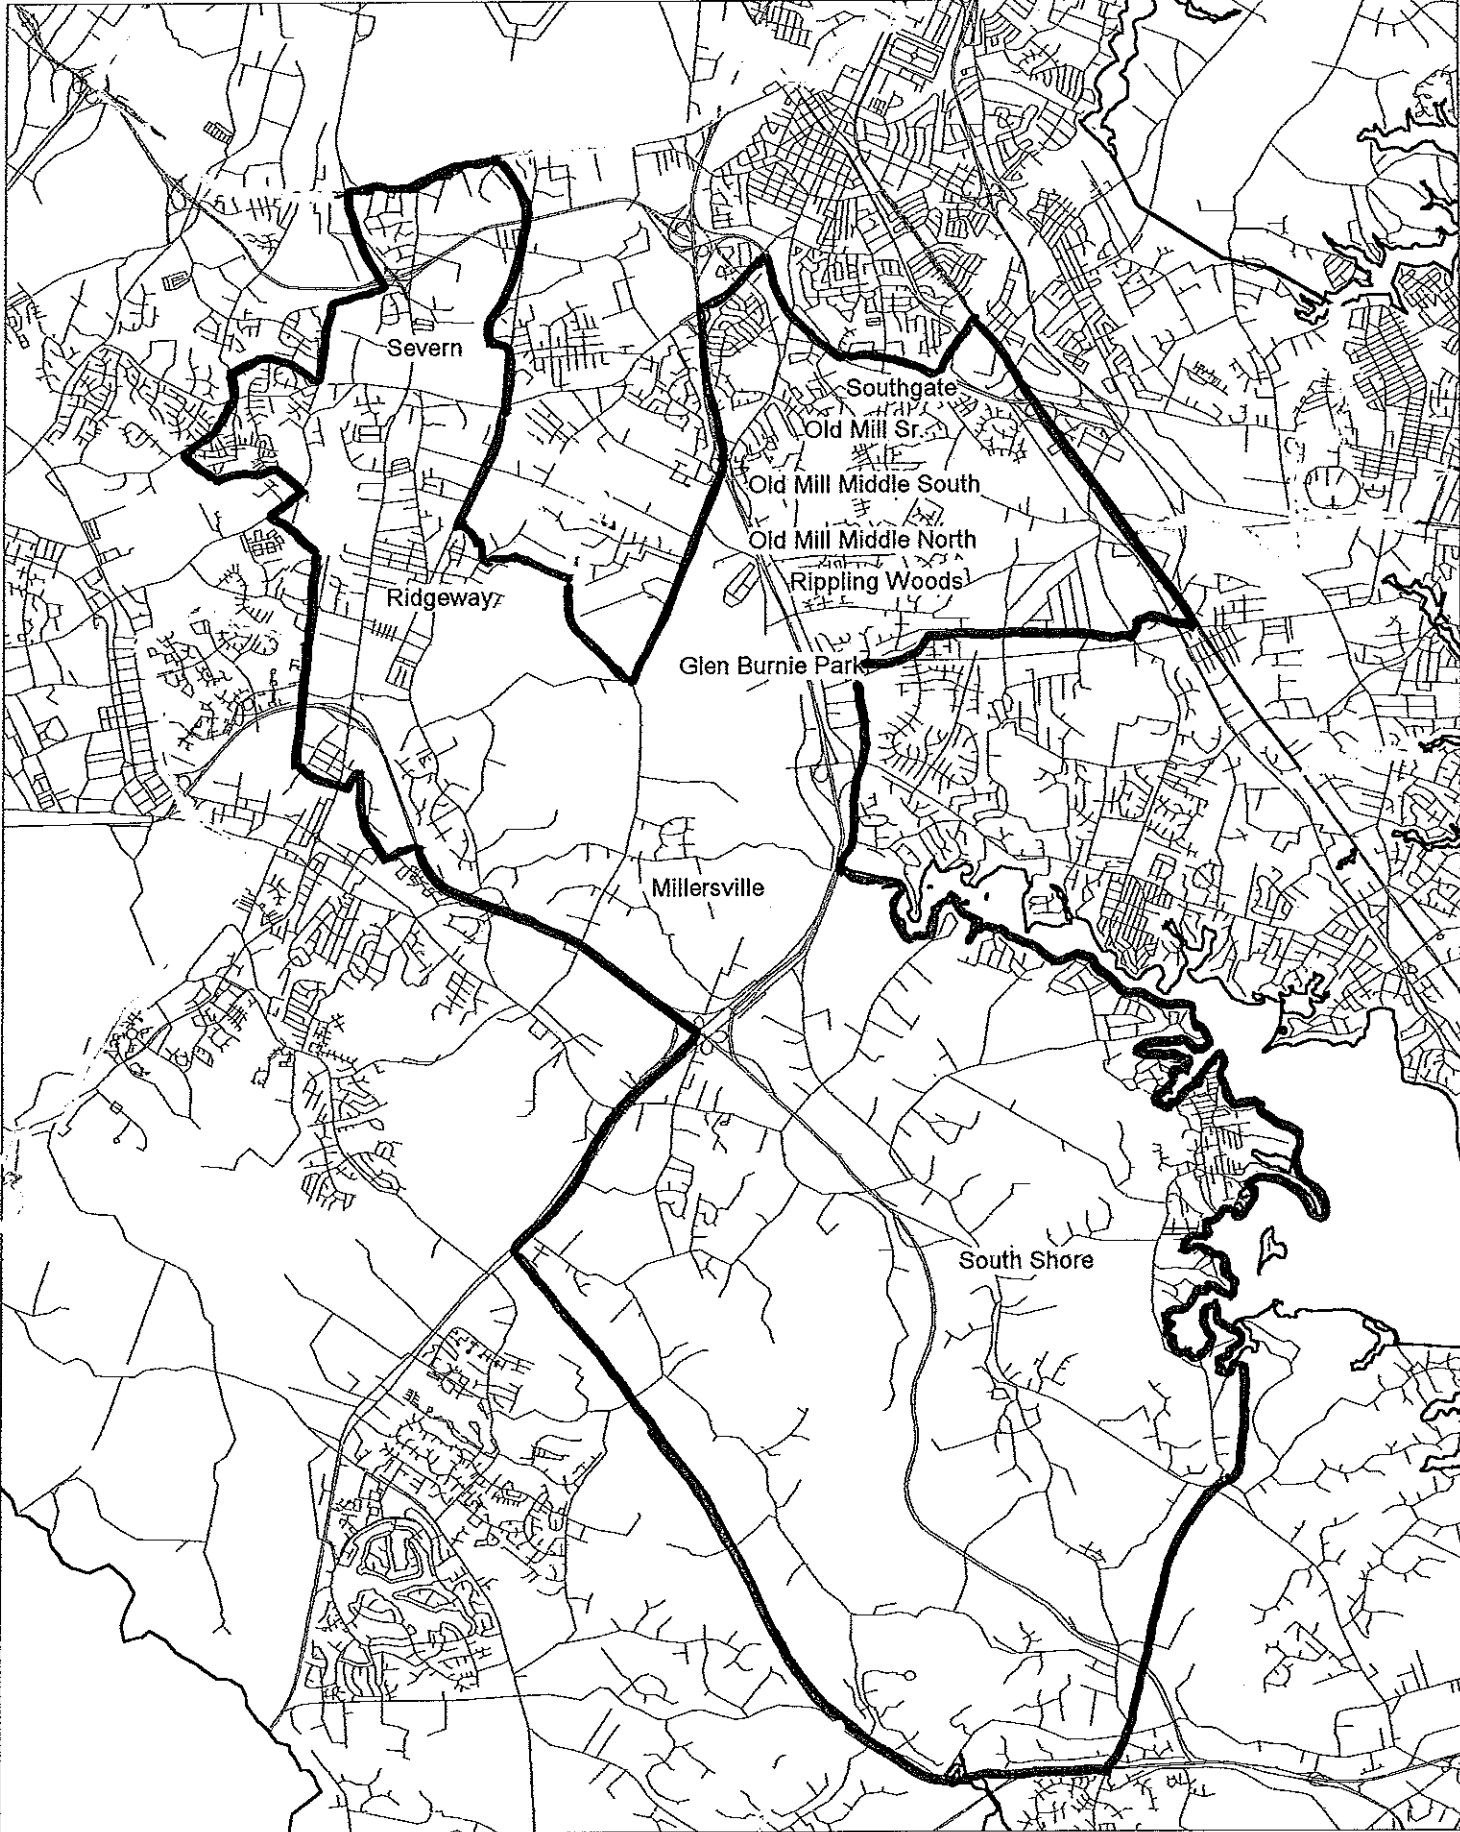 Severn
Southgate
Old Mill Sr.
Old Mill Middle South
Old Mill Middle North
Rippling Woods
Ridgeway
Glen Burnie Park
Millersville
South Shore